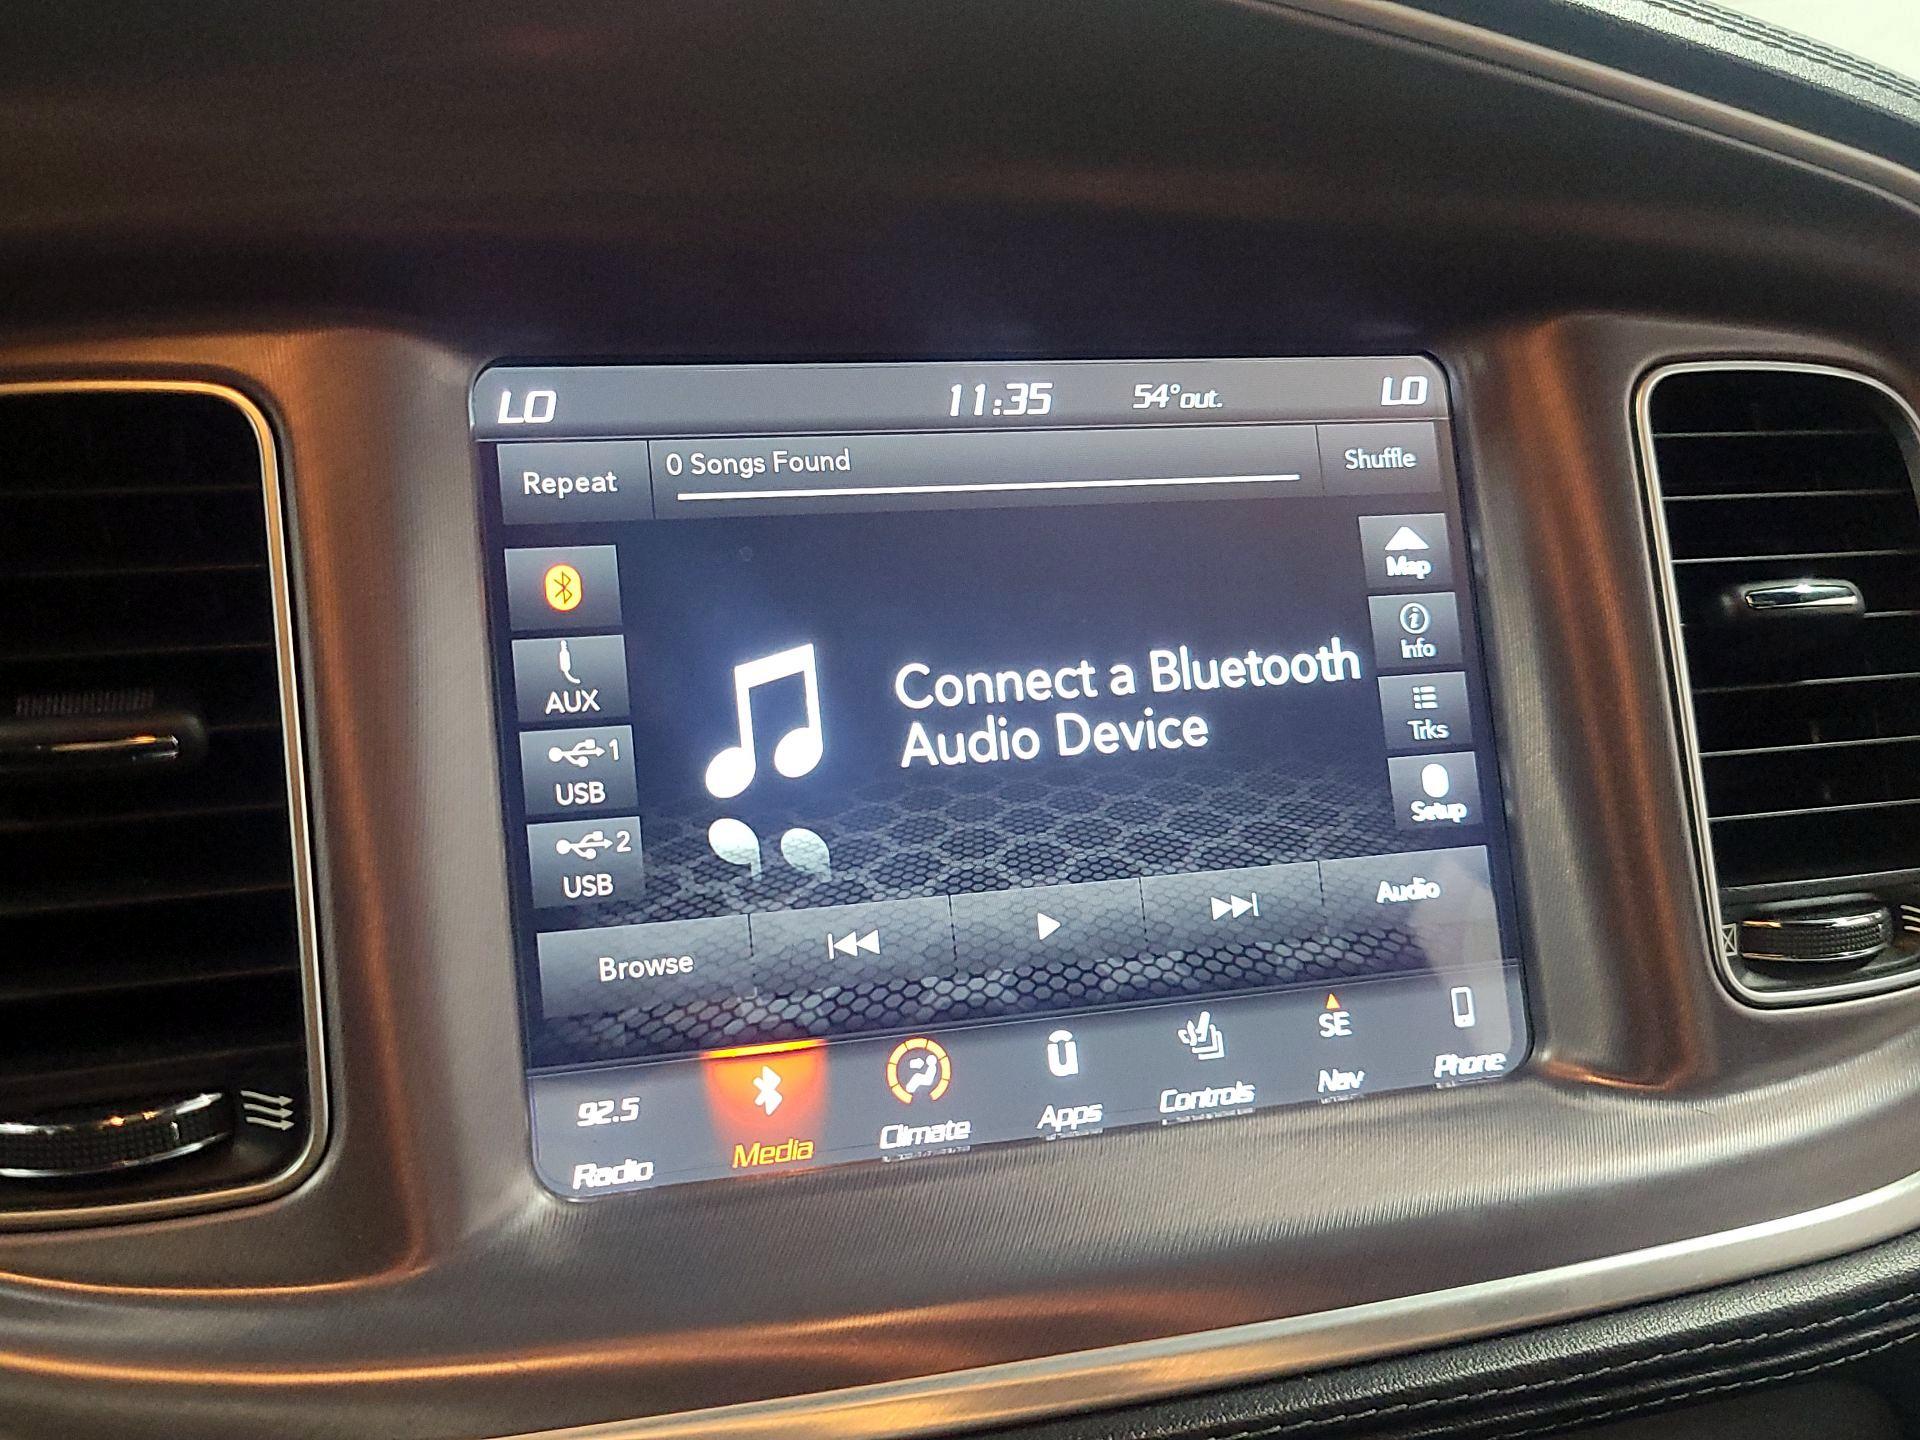 LO 11:35 54°out. LO
Repeat 0 Songs Found Shuffle
Map
AUX
Info
Connect a Bluetooth
Audio Device
Trks
1
USB
Setup
2
USB
Browse Audio
92.5 SE
Radio Media Climate Apps Controls Nav Phone